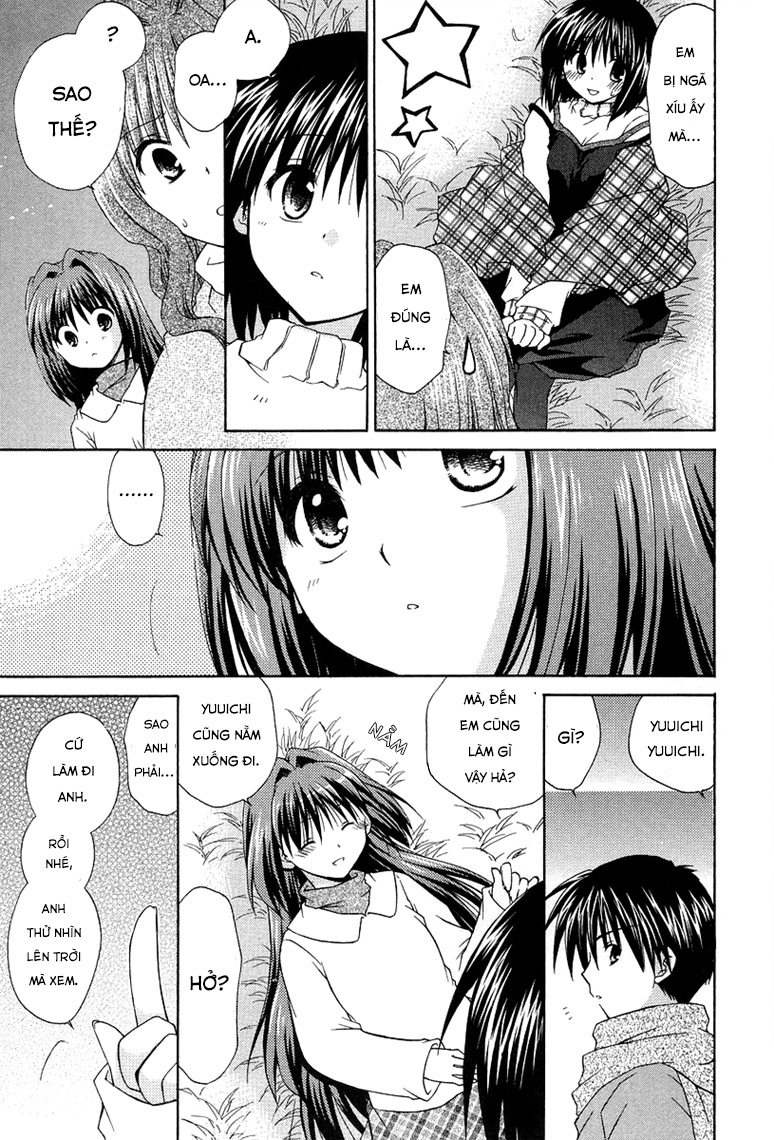 EM
BỊ NGÃ
XÍU ẤY
MÀ...
EM
ĐÚNG
LÀ...
A.
OA...
?
SAO
THẾ?
......
YUUICHI
YUUICHI.
GÌ?
MÀ, ĐẾN
EM CŨNG
LÀM GÌ
VẬY HẢ?
NẰM
YUUICHI
CŨNG NẰM
XUỐNG ĐI.
HỞ?
SAO
ANH
PHẢI...
CỨ
LÀM ĐI
ANH.
RỒI
NHÉ,
ANH
THỬ NHÌN
LÊN TRỜI
MÀ XEM.